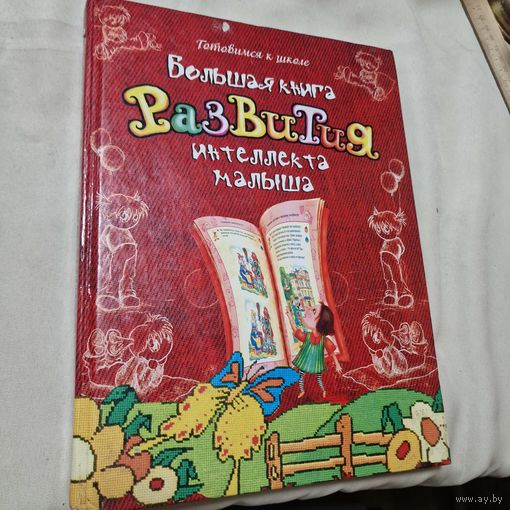 Готовимся к школе
Большая книга
Развития
интеллекта
малыша
www.ay.by